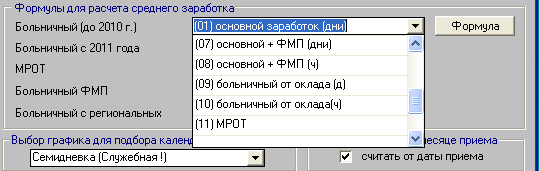 Формулы для расчета среднего заработка
Больничный (до 2010 г.) (01) основной заработок (дни) Формула
Больничный с 2011 года (07) основной + ФМП (дни)
МРОТ (08) основной + ФМП (ч)
Больничный ФМП (09) больничный от оклада (д)
(10) больничный от оклада(ч)
Больничный с региональных (11) МРОТ
Выбор графика для подбора календ месяце приема
Семидневка (Служебная !) считать от даты приема